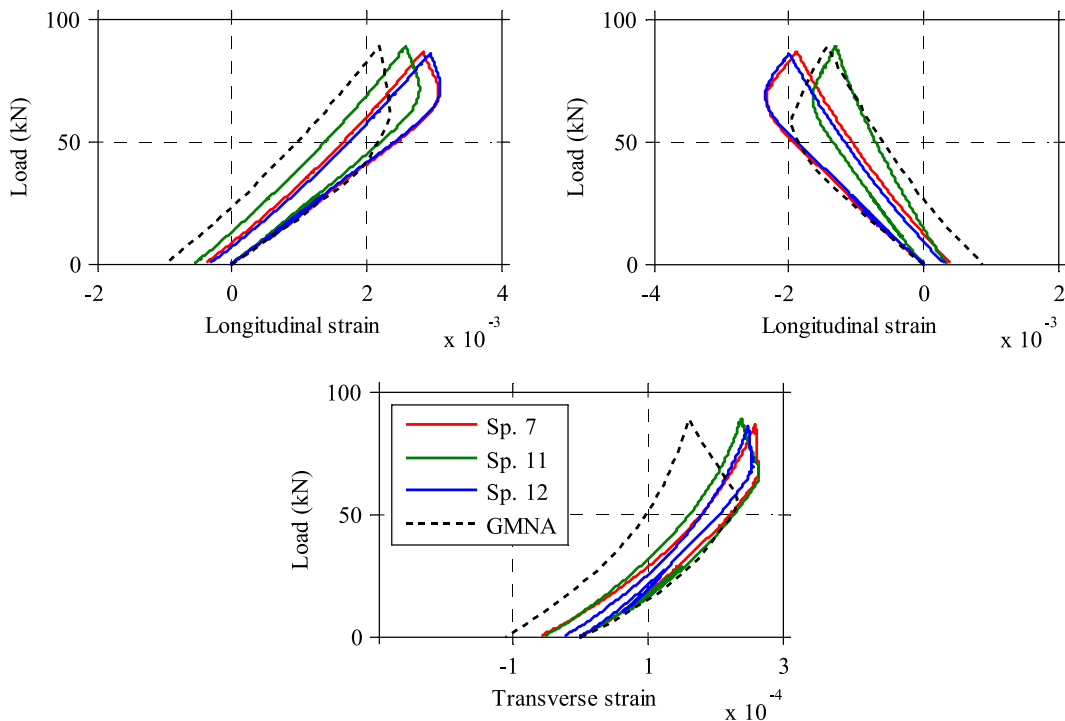 100
50
0
Load (kN)
-2
0
2
4
Longitudinal strain
x 10-3
100
50
0
Load (kN)
-4
-2
0
2
Longitudinal strain
x 10-3
100
50
0
Load (kN)
Sp. 7
Sp. 11
Sp. 12
GMNA
-1
1
3
Transverse strain
x 10-4